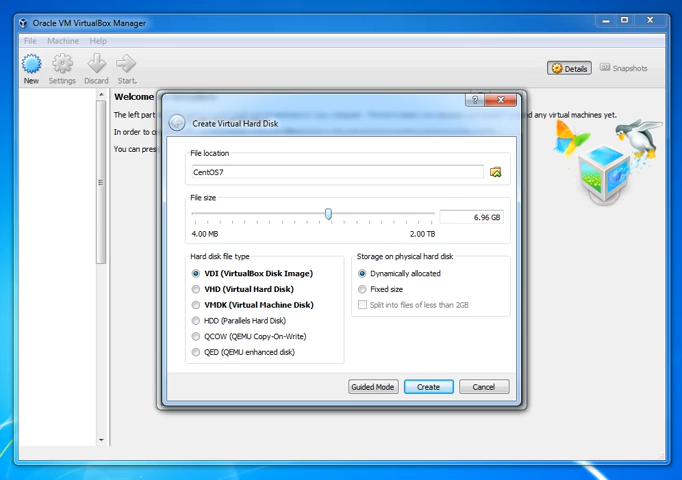 Oracle VM VirtualBox Manager
File Machine Help
New Settings Discard Start.
Details Snapshots
Welcome
The left part
d any virtual machines yet.
In order to c
You can pres
?
Create Virtual Hard Disk
File location
CentOS7
File size
6.96 GB
4.00 MB 2.00 TB
Hard disk file type
VDI (VirtualBox Disk Image)
VHD (Virtual Hard Disk)
VMDK (Virtual Machine Disk)
HDD (Parallels Hard Disk)
QCOW (QEMU Copy-On-Write)
QED (QEMU enhanced disk)
Storage on physical hard disk
Dynamically allocated
Fixed size
Split into files of less than 2GB
Guided Mode Create Cancel